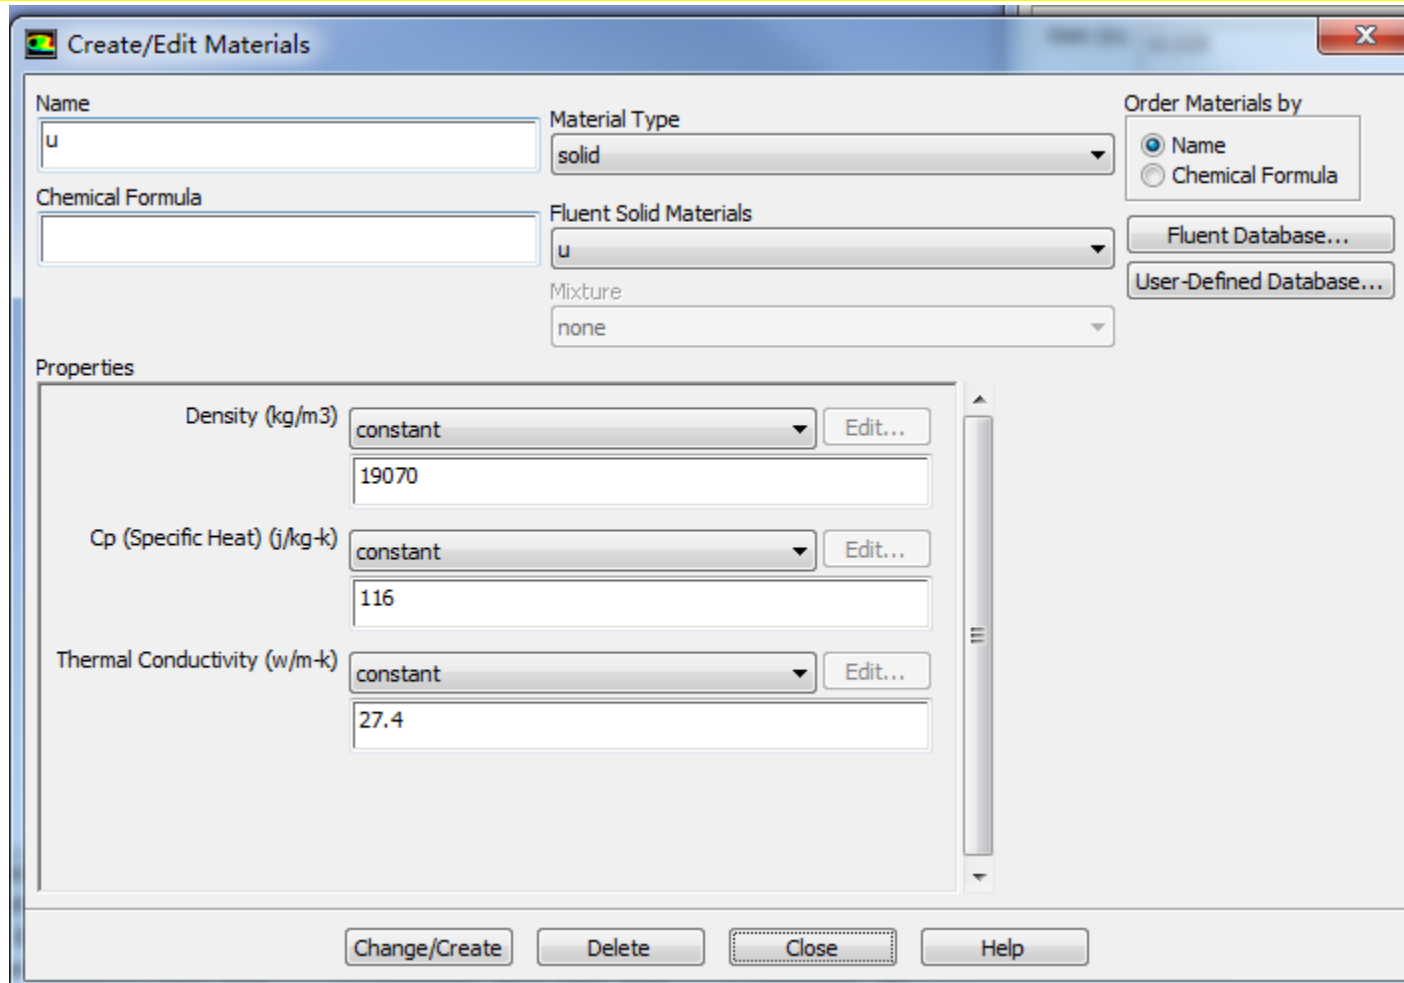 Create/Edit Materials
Name
u
Material Type
solid
Order Materials by
Name
Chemical Formula
Chemical Formula
Fluent Solid Materials
u
Fluent Database...
User-Defined Database...
Mixture
none
Properties
Density (kg/m3)
constant
Edit...
19070
Cp (Specific Heat) (j/kg-k)
constant
Edit...
116
Thermal Conductivity (w/m-k)
constant
Edit...
27.4
Change/Create
Delete
Close
Help